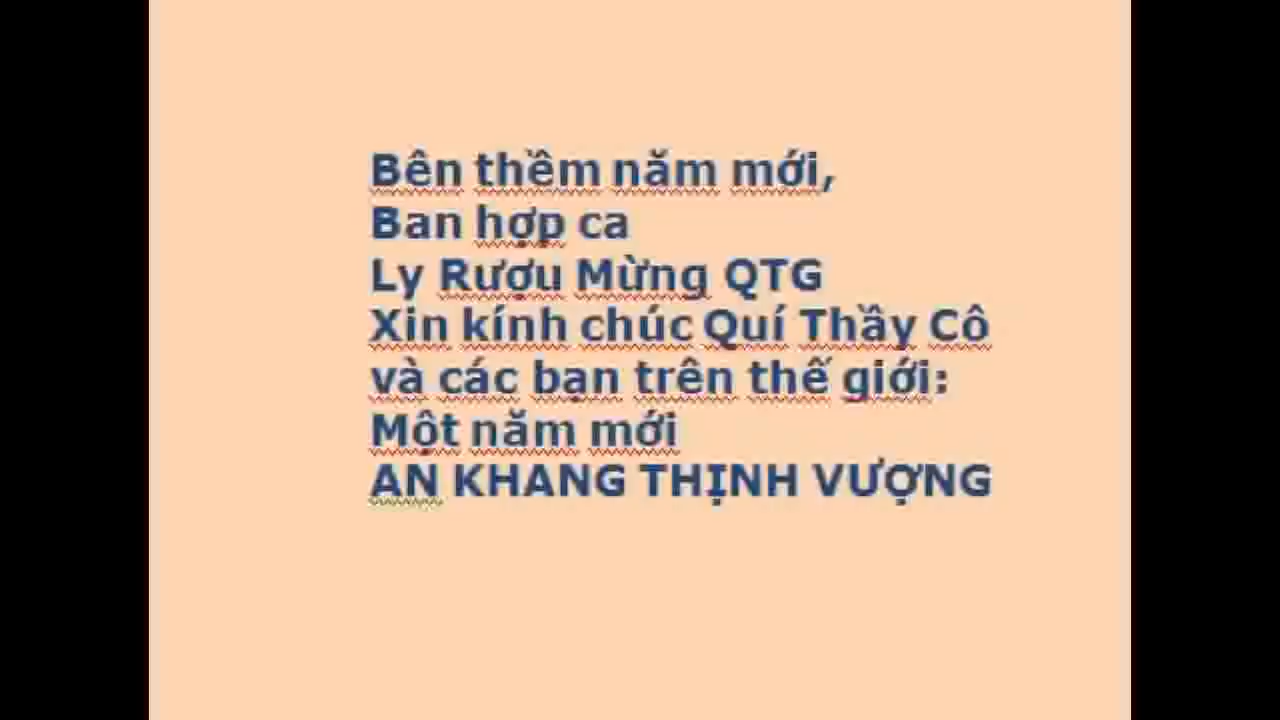 Bên thềm năm mới,
Ban hợp ca
Ly Rượu Mừng QTG
Xin kính chúc Quí Thầy Cô
và các bạn trên thế giới:
Một năm mới
AN KHANG THỊNH VƯỢNG